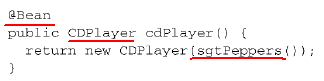 @Bean
public CDPlayer cdPlayer() {
  return new CDPlayer(sgtPeppers());
}